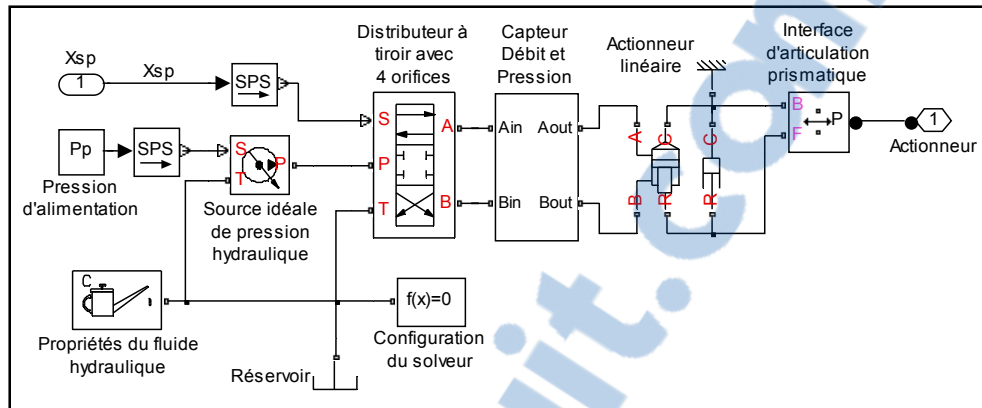 Xsp
1
Xsp
SPS
Distributeur à
tiroir avec
4 orifices
S
A
P
B
T
Capteur
Débit et
Pression
Ain
Aout
Bin
Bout
Actionneur
linéaire
A
C
B
R
C
R
Interface
d'articulation
prismatique
B
P
F
1
Actionneur
Pp
SPS
Pression
d'alimentation
S
P
T
Source idéale
de pression
hydraulique
C
Propriétés du fluide
hydraulique
f(x)=0
Configuration
du solveur
Réservoir